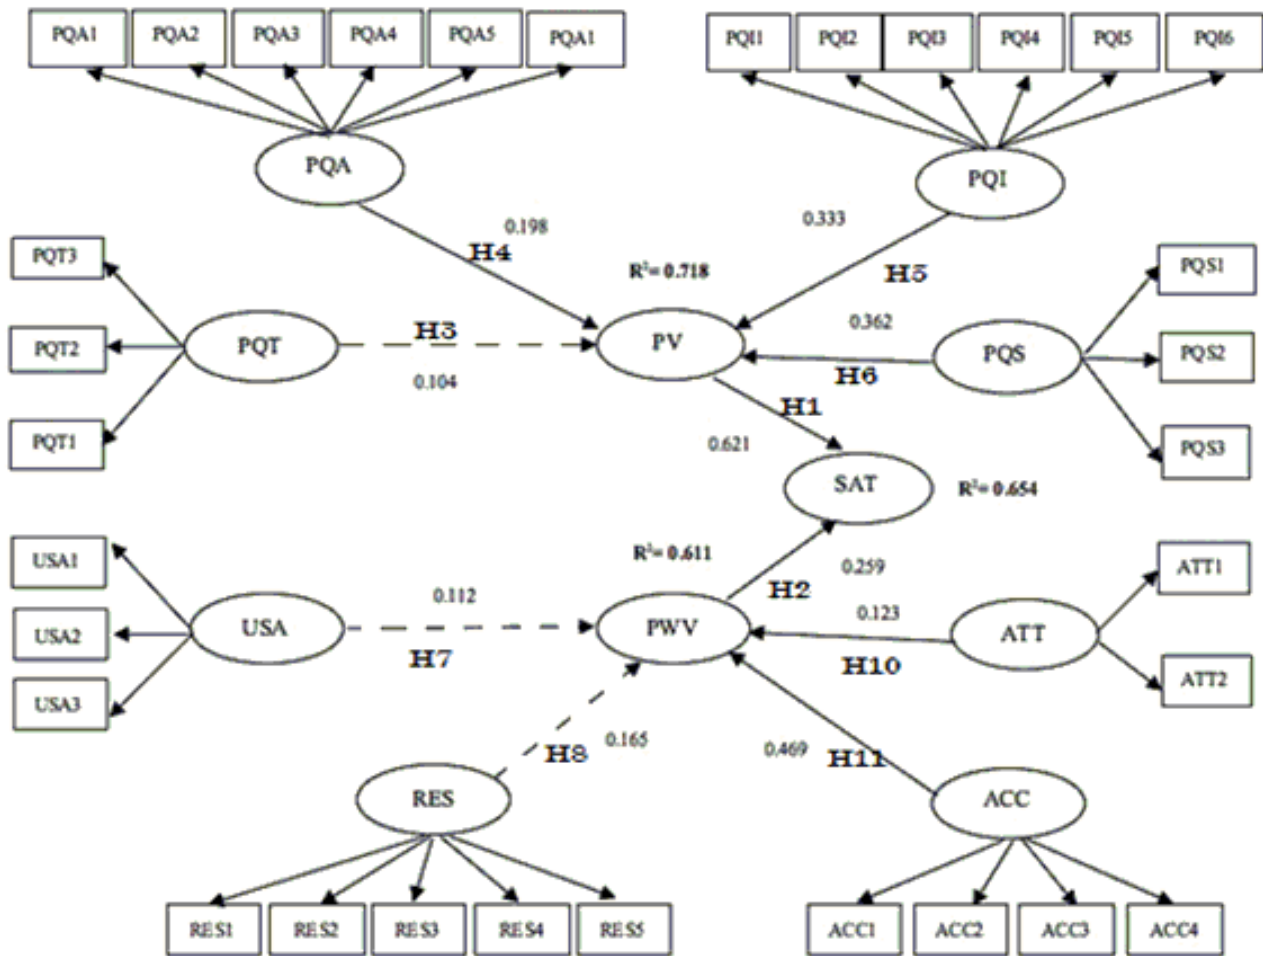 PQA1 PQA2 PQA3 PQA4 PQA5 PQA1
PQI1 PQI2 PQI3 PQI4 PQI5 PQI6
PQA
PQI
0.198
0.333
H4
H5
R²= 0.718
PQT3
PQT2
PQT1
PQT
H3
0.104
PV
0.362
H6
PQS
PQS1
PQS2
PQS3
H1
0.621
SAT
R²= 0.654
R²= 0.611
H2
0.259
USA1
USA2
USA3
USA
0.112
H7
PWV
0.123
H10
ATT
ATT1
ATT2
H8
0.165
0.469
H11
RES
ACC
RES1 RES2 RES3 RES4 RES5
ACC1 ACC2 ACC3 ACC4